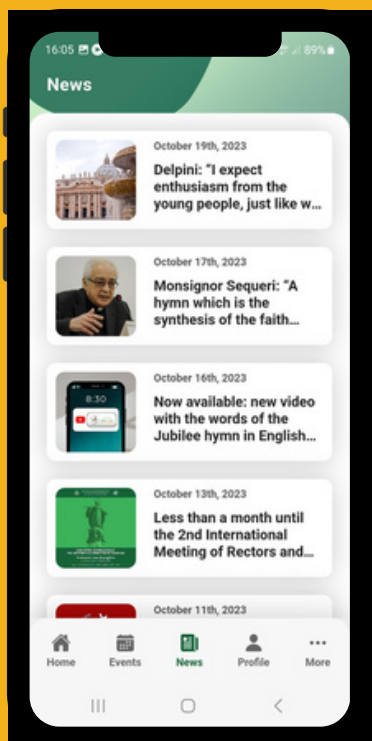 16:05
89%
News
October 19th, 2023
Delpini: “I expect
enthusiasm from the
young people, just like w...
October 17th, 2023
Monsignor Sequeri: “A
hymn which is the
synthesis of the faith...
October 16th, 2023
8:30
Now available: new video
with the words of the
Jubilee hymn in English...
October 13th, 2023
Less than a month until
the 2nd International
Meeting of Rectors and...
October 11th, 2023
Home
Events
News
Profile
More